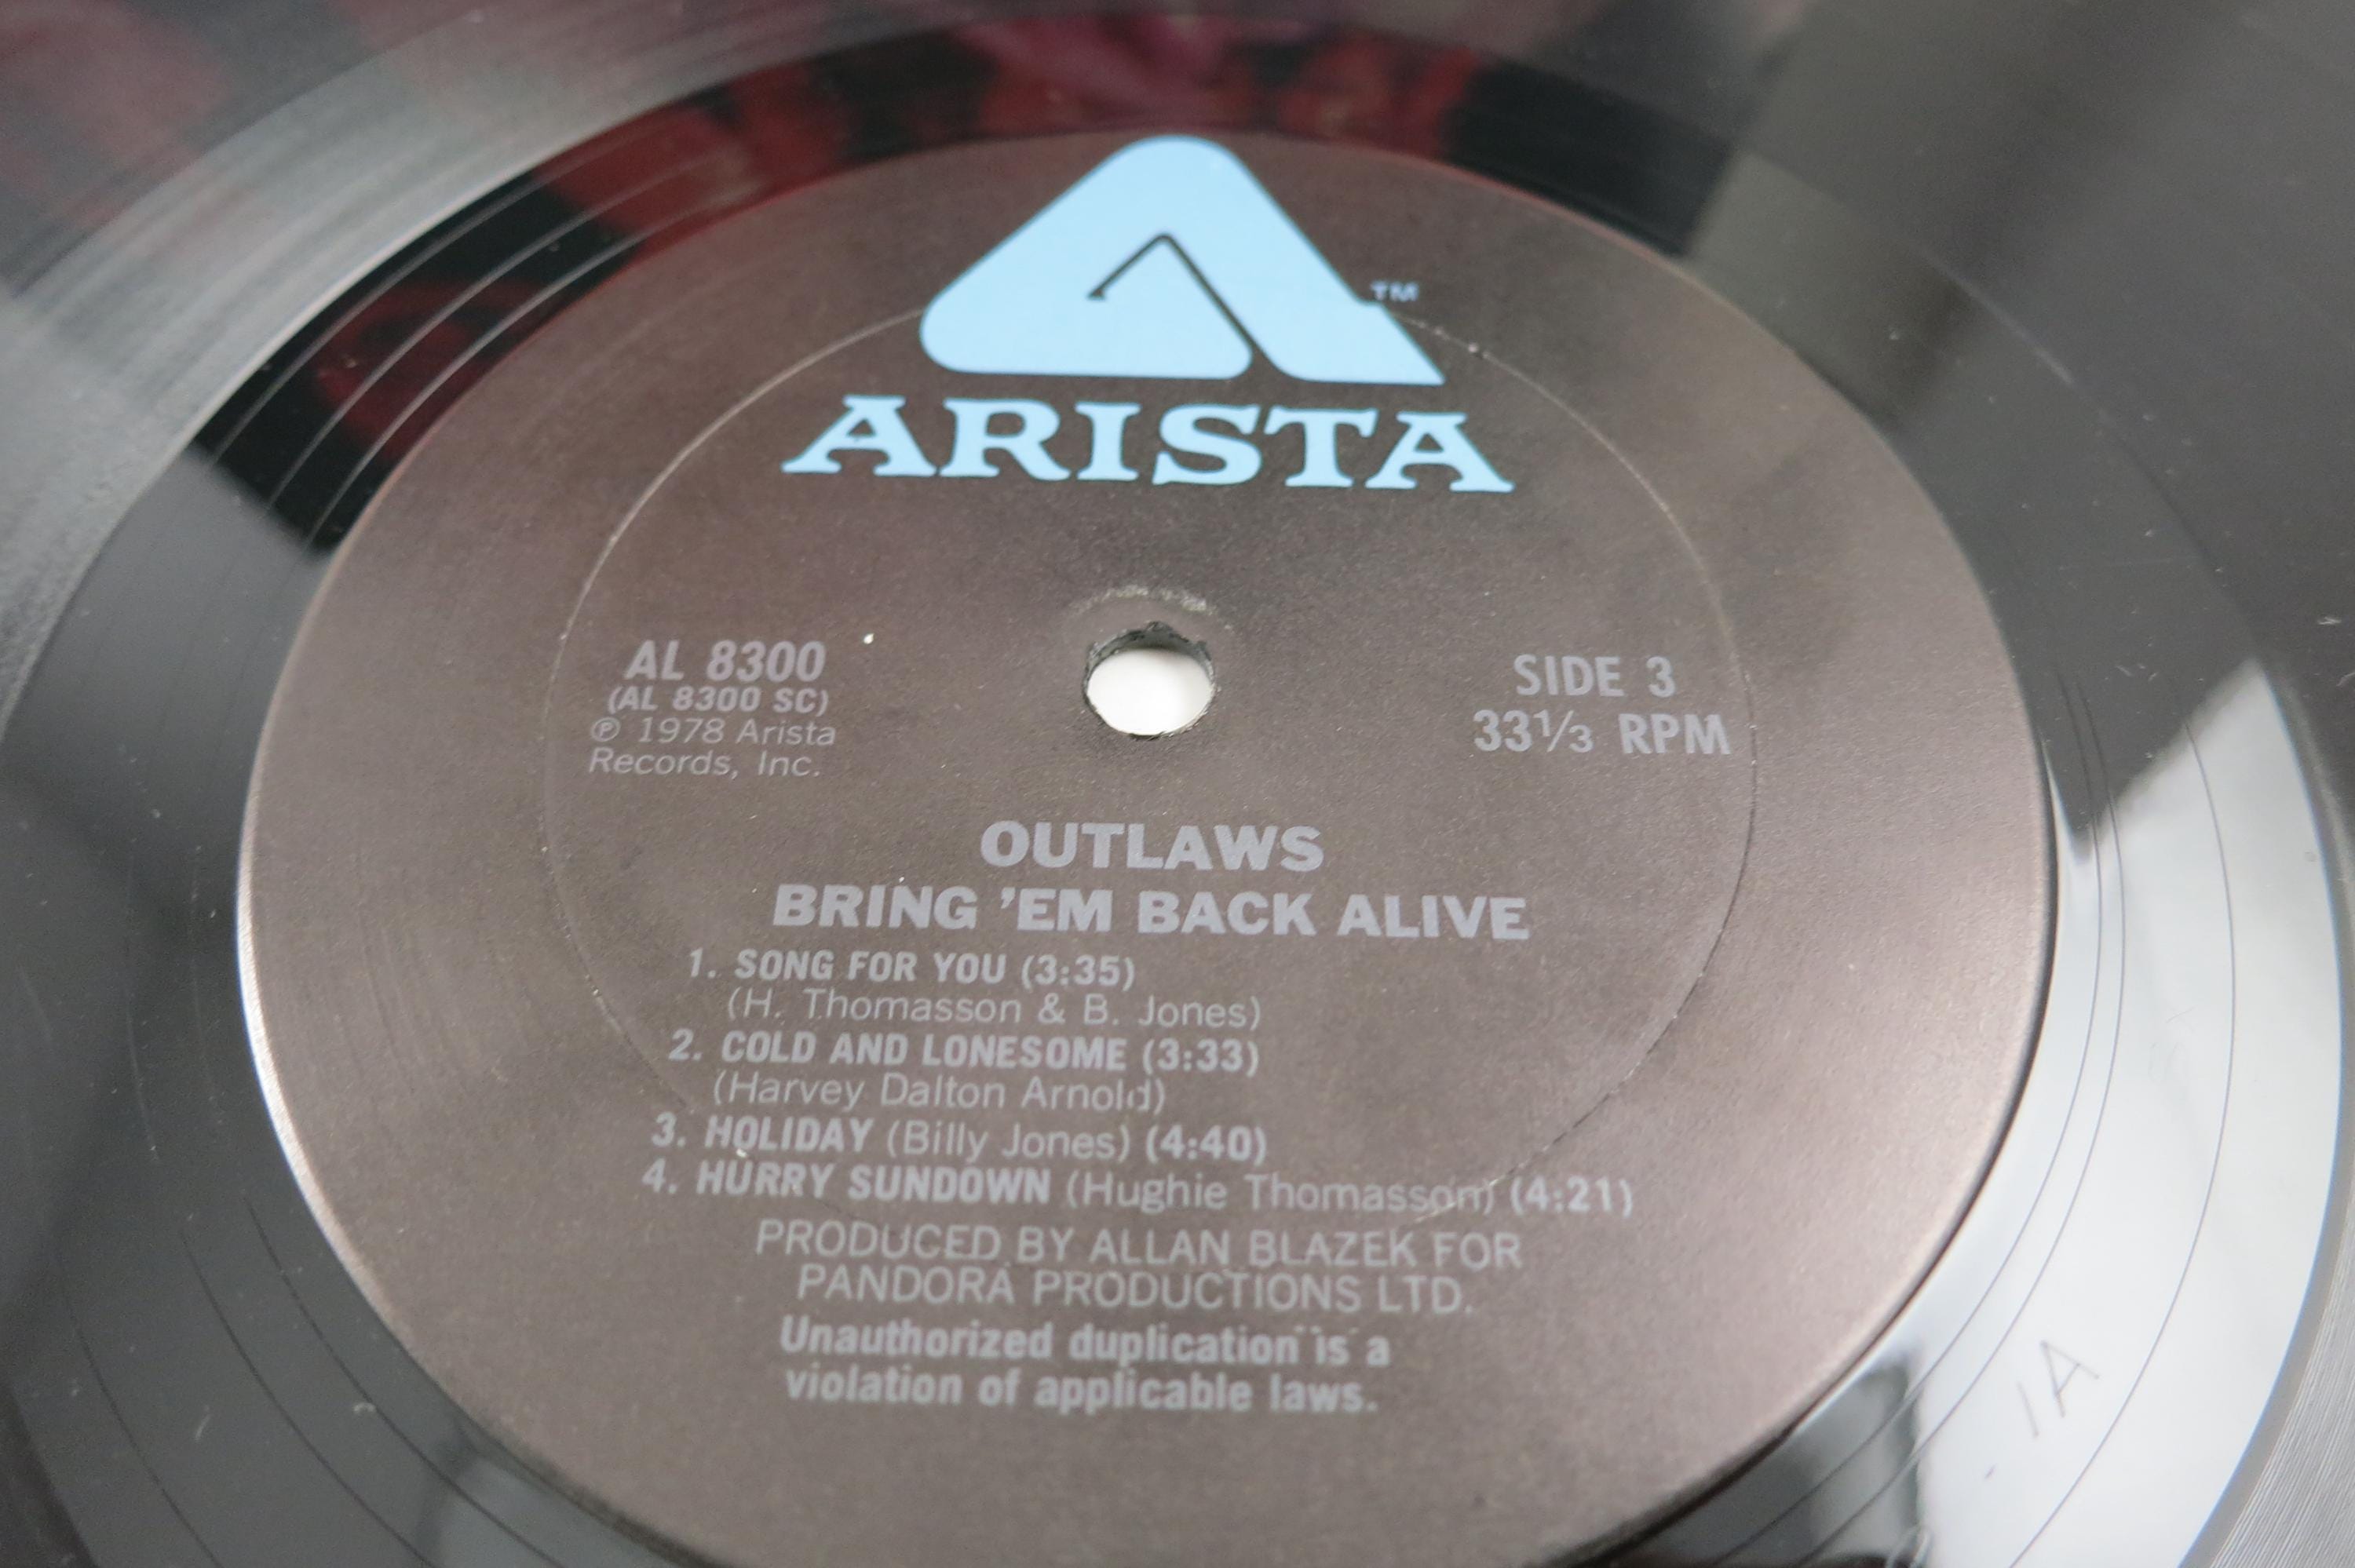 ™
ARISTA
AL 8300
(AL 8300 SC)
℗ 1978 Arista
Records, Inc.
SIDE 3
33⅓ RPM
OUTLAWS
BRING 'EM BACK ALIVE
1. SONG FOR YOU (3:35)
(H. Thomasson & B. Jones)
2. COLD AND LONESOME (3:33)
(Harvey Dalton Arnold)
3. HOLIDAY (Billy Jones) (4:40)
4. HURRY SUNDOWN (Hughie Thomasson) (4:21)
PRODUCED BY ALLAN BLAZEK FOR
PANDORA PRODUCTIONS LTD.
Unauthorized duplication is a
violation of applicable laws.
1A